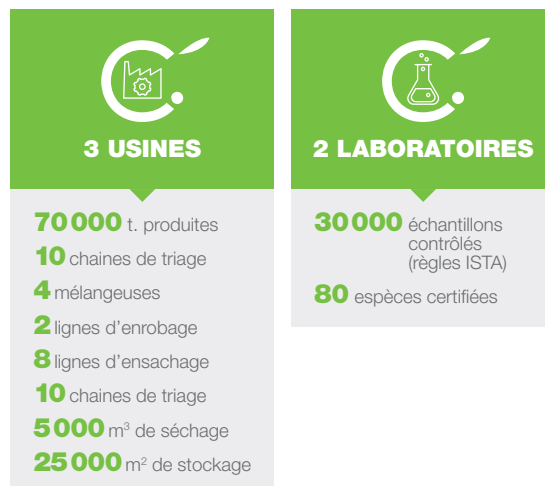 3 USINES
70 000 t. produites
10 chaines de triage
4 mélangeuses
2 lignes d’enrobage
8 lignes d’ensachage
10 chaines de triage
5 000 m³ de séchage
25 000 m² de stockage
2 LABORATOIRES
30 000 échantillons
contrôlés
(règles ISTA)
80 espèces certifiées